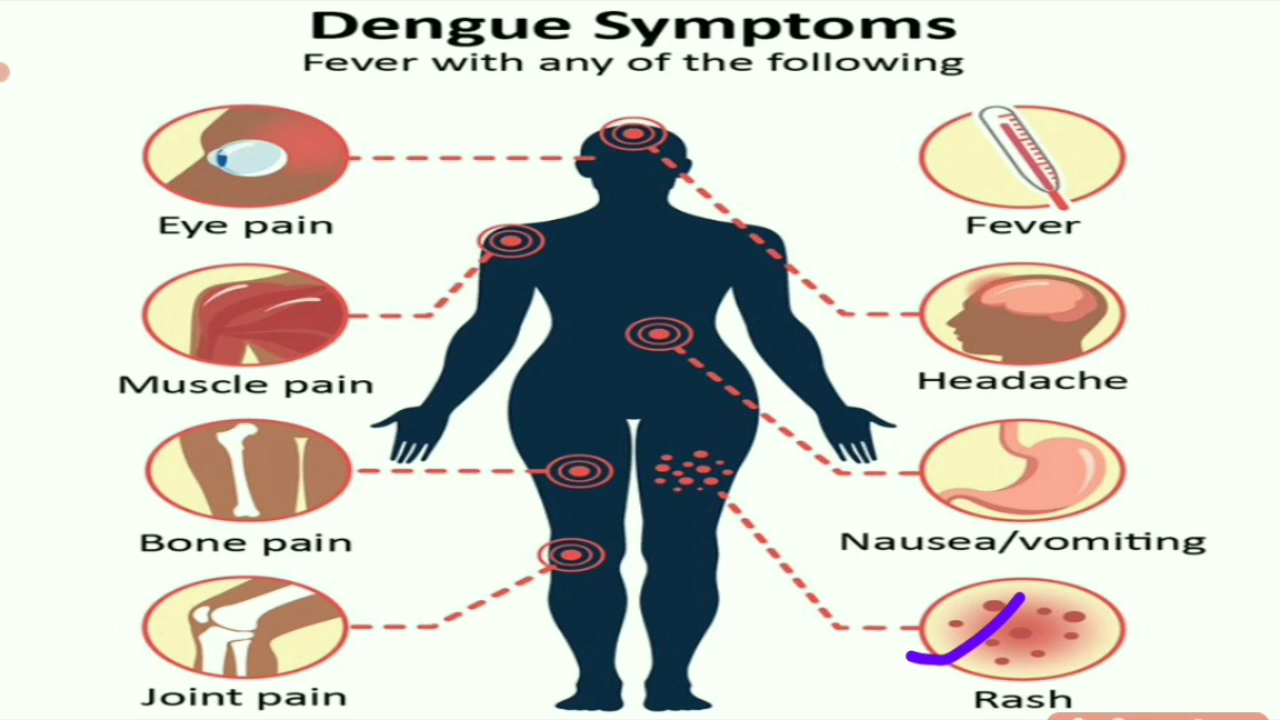 Dengue Symptoms
Fever with any of the following
Eye pain
Fever
Muscle pain
Headache
Bone pain
Nausea/vomiting
Joint pain
Rash